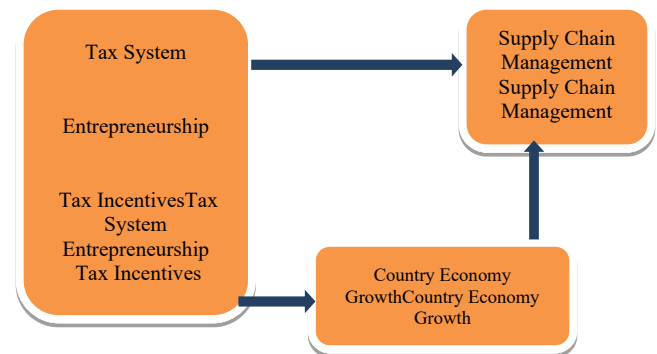 Tax System
Entrepreneurship
Tax IncentivesTax
System
Entrepreneurship
Tax Incentives
Supply Chain
Management
Supply Chain
Management
Country Economy
GrowthCountry Economy
Growth